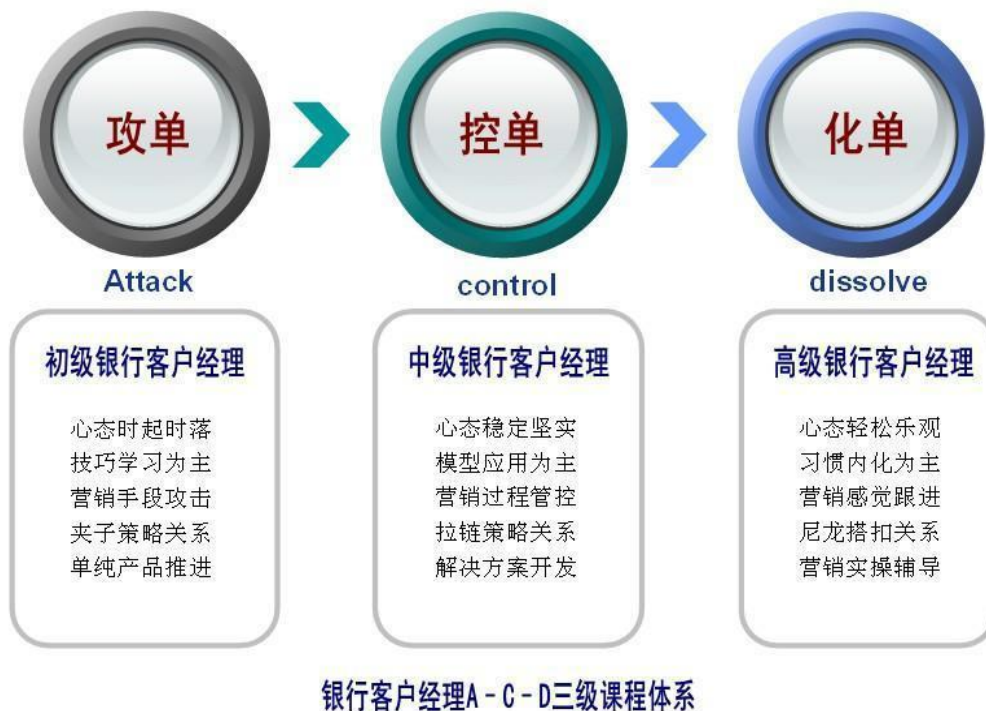 攻单
控单
化单
Attack
control
dissolve
初级银行客户经理
心态时起时落
技巧学习为主
营销手段攻击
夹子策略关系
单纯产品推进
中级银行客户经理
心态稳定坚实
模型应用为主
营销过程管控
拉链策略关系
解决方案开发
高级银行客户经理
心态轻松乐观
习惯内化为主
营销感觉跟进
尼龙搭扣关系
营销实操辅导
银行客户经理A-C-D三级课程体系